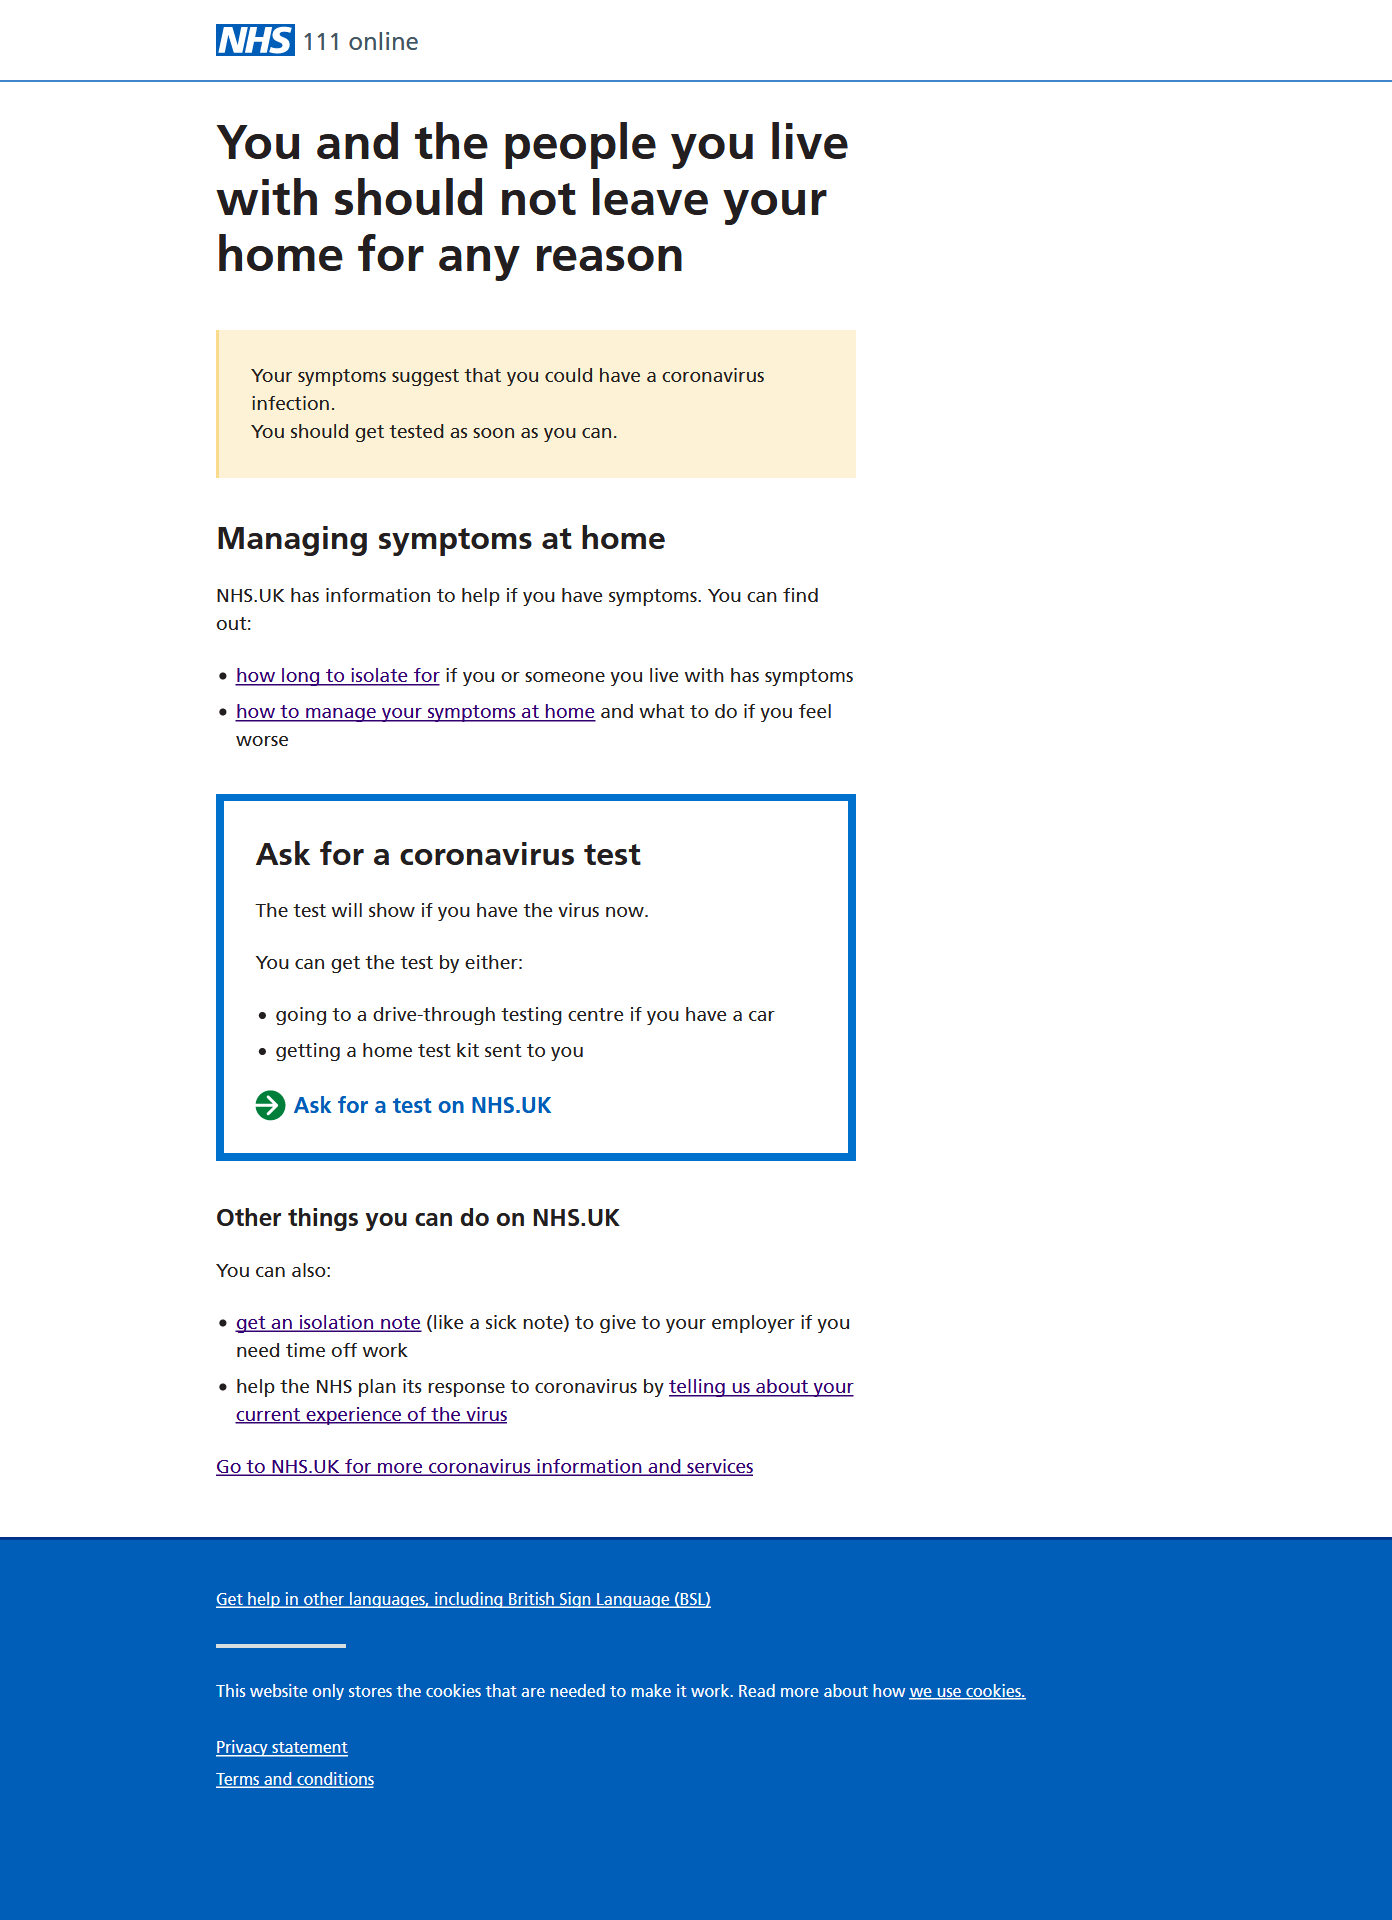 NHS 111 online
You and the people you live
with should not leave your
home for any reason
Your symptoms suggest that you could have a coronavirus
infection.
You should get tested as soon as you can.
Managing symptoms at home
NHS.UK has information to help if you have symptoms. You can find
out:
• how long to isolate for if you or someone you live with has symptoms
• how to manage your symptoms at home and what to do if you feel
worse
Ask for a coronavirus test
The test will show if you have the virus now.
You can get the test by either:
• going to a drive-through testing centre if you have a car
• getting a home test kit sent to you
Ask for a test on NHS.UK
Other things you can do on NHS.UK
You can also:
• get an isolation note (like a sick note) to give to your employer if you
need time off work
• help the NHS plan its response to coronavirus by telling us about your
current experience of the virus
Go to NHS.UK for more coronavirus information and services
Get help in other languages, including British Sign Language (BSL)
This website only stores the cookies that are needed to make it work. Read more about how we use cookies.
Privacy statement
Terms and conditions